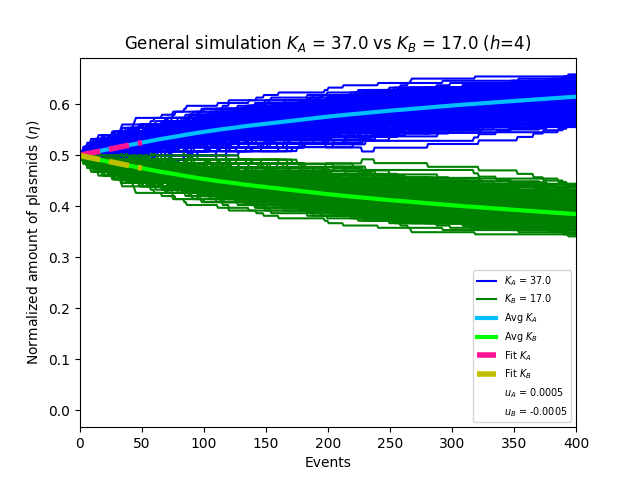 General simulation K_A = 37.0 vs K_B = 17.0 (h=4)
Normalized amount of plasmids (η)
0.6
0.5
0.4
0.3
0.2
0.1
0.0
K_A = 37.0
K_B = 17.0
Avg K_A
Avg K_B
Fit K_A
Fit K_B
u_A = 0.0005
u_B = -0.0005
0 50 100 150 200 250 300 350 400
Events